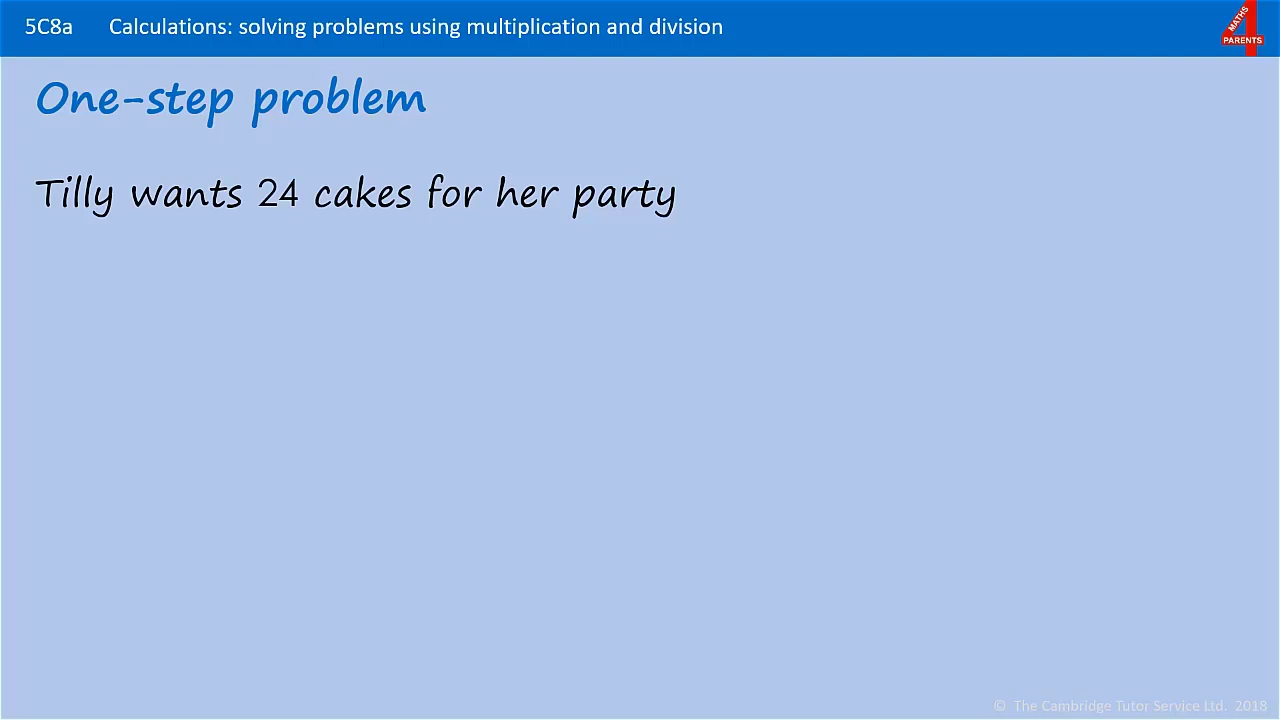 5C8a Calculations: solving problems using multiplication and division
MATHS
4
PARENTS
One-step problem
Tilly wants 24 cakes for her party
© The Cambridge Tutor Service Ltd. 2018